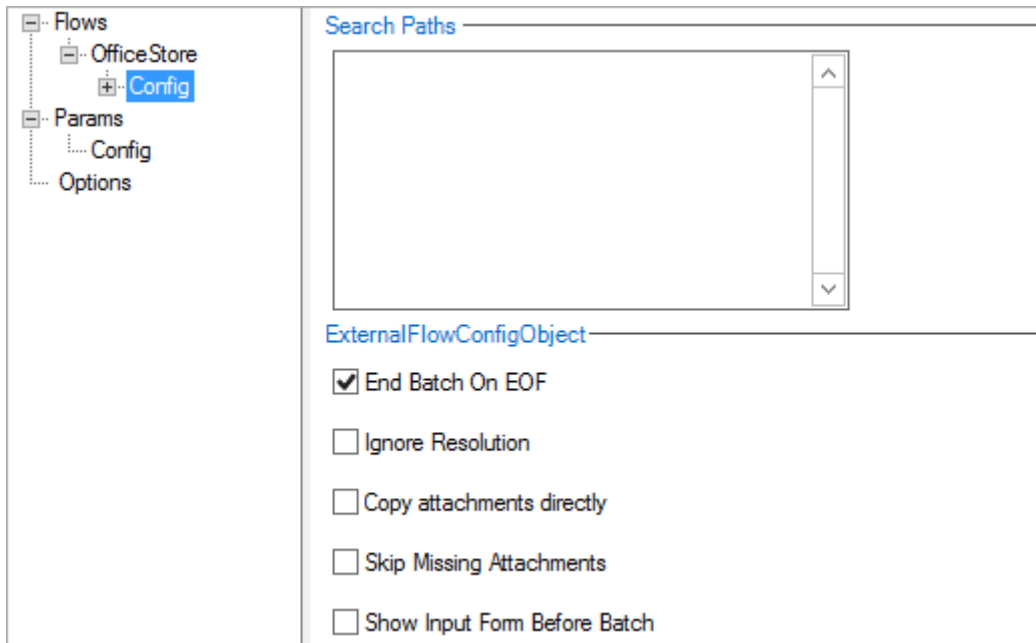 Flows
OfficeStore
Config
Params
Config
Options
Search Paths
ExternalFlowConfigObject
End Batch On EOF
Ignore Resolution
Copy attachments directly
Skip Missing Attachments
Show Input Form Before Batch